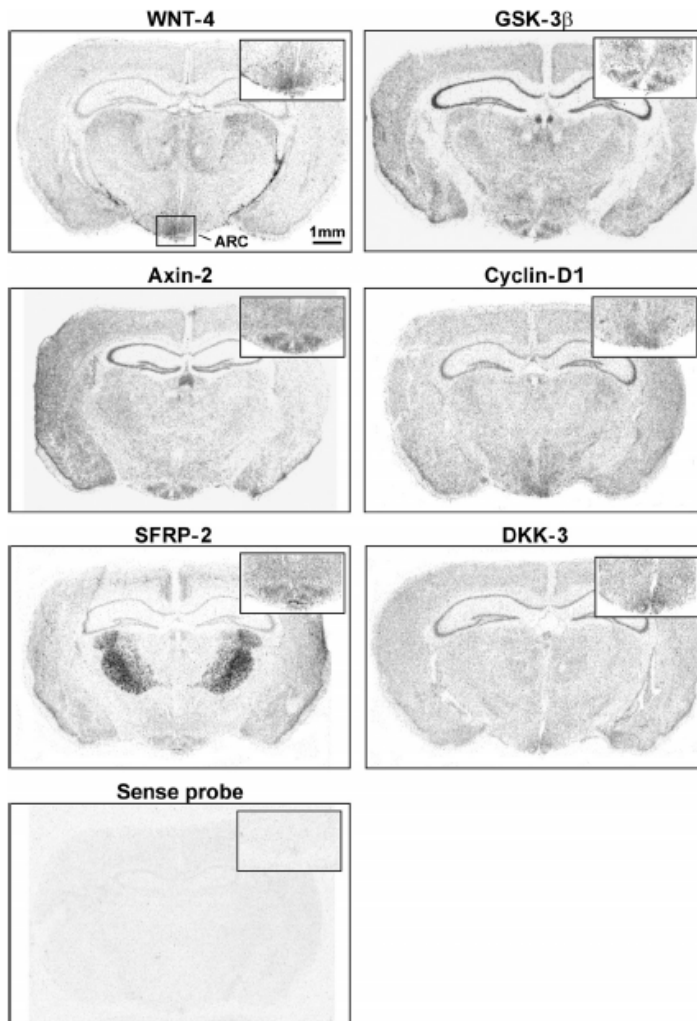 WNT-4
GSK-3β
ARC
1mm
Axin-2
Cyclin-D1
SFRP-2
DKK-3
Sense probe